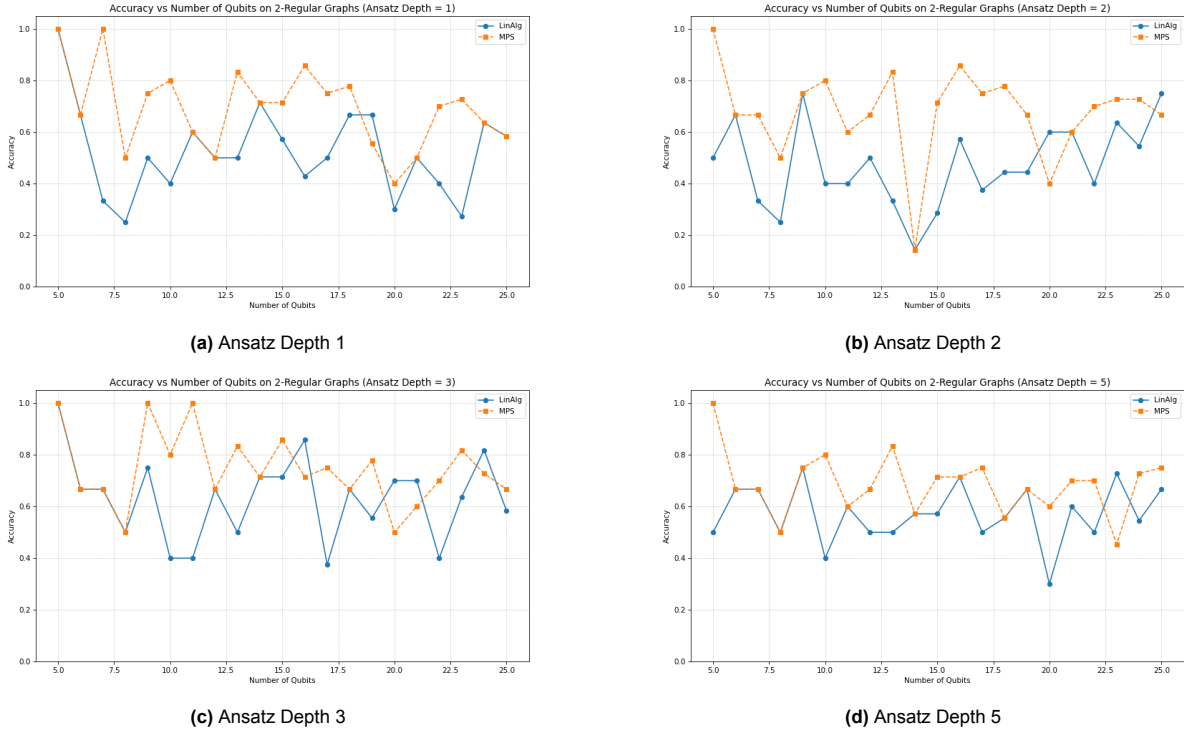 Accuracy vs Number of Qubits on 2-Regular Graphs (Ansatz Depth = 1)
LinAlg
MPS
1.0
0.8
0.6
0.4
0.2
0.0
Accuracy
5.0 7.5 10.0 12.5 15.0 17.5 20.0 22.5 25.0
Number of Qubits
(a) Ansatz Depth 1
Accuracy vs Number of Qubits on 2-Regular Graphs (Ansatz Depth = 2)
LinAlg
MPS
1.0
0.8
0.6
0.4
0.2
0.0
Accuracy
5.0 7.5 10.0 12.5 15.0 17.5 20.0 22.5 25.0
Number of Qubits
(b) Ansatz Depth 2
Accuracy vs Number of Qubits on 2-Regular Graphs (Ansatz Depth = 3)
LinAlg
MPS
1.0
0.8
0.6
0.4
0.2
0.0
Accuracy
5.0 7.5 10.0 12.5 15.0 17.5 20.0 22.5 25.0
Number of Qubits
(c) Ansatz Depth 3
Accuracy vs Number of Qubits on 2-Regular Graphs (Ansatz Depth = 5)
LinAlg
MPS
1.0
0.8
0.6
0.4
0.2
0.0
Accuracy
5.0 7.5 10.0 12.5 15.0 17.5 20.0 22.5 25.0
Number of Qubits
(d) Ansatz Depth 5